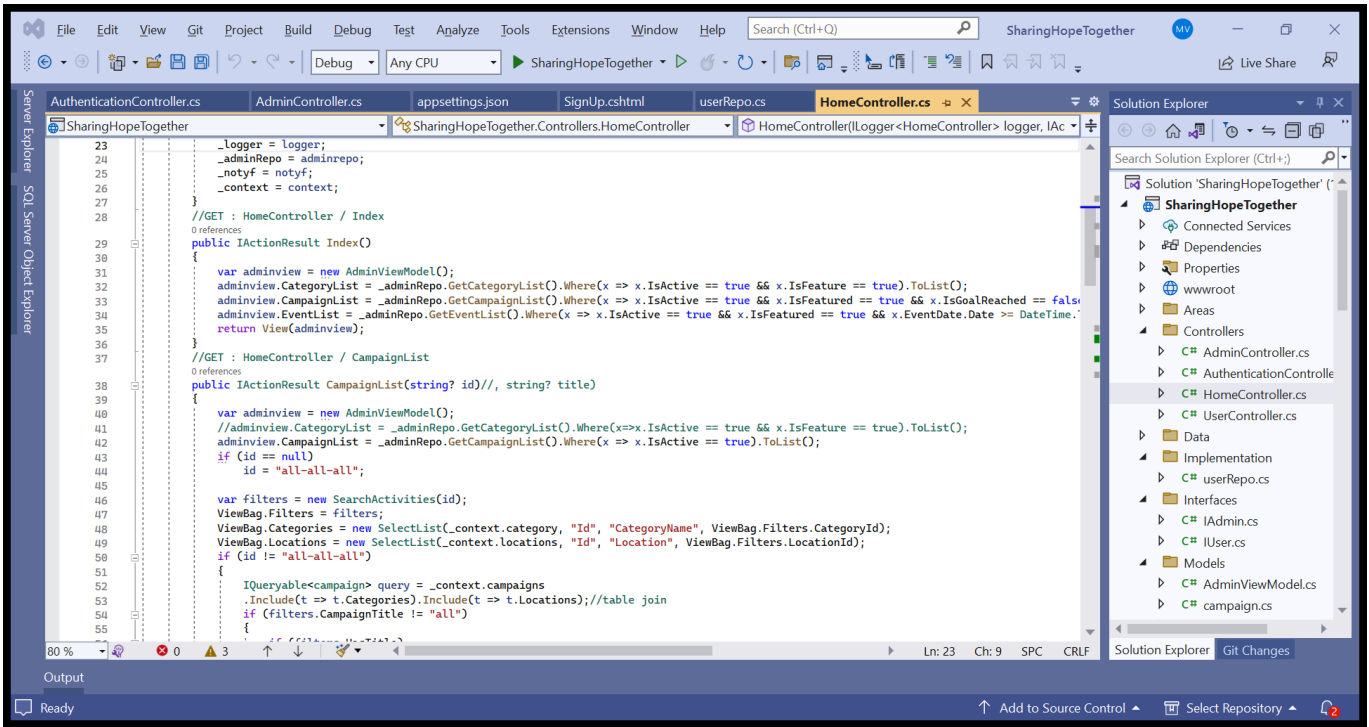 File Edit View Git Project Build Debug Test Analyze Tools Extensions Window Help Search (Ctrl+Q) SharingHopeTogether MV
Debug Any CPU SharingHopeTogether Live Share
Server Explorer
SQL Server Object Explorer
AuthenticationController.cs AdminController.cs appsettings.json SignUp.cshtml userRepo.cs HomeController.cs
SharingHopeTogether SharingHopeTogether.Controllers.HomeController HomeController(ILogger<HomeController> logger, IAc
23 _logger = logger;
24 _adminRepo = adminrepo;
25 _notyf = notyf;
26 _context = context;
27 }
28 //GET : HomeController / Index
0 references
29 public IActionResult Index()
30 {
31 var adminview = new AdminViewModel();
32 adminview.CategoryList = _adminRepo.GetCategoryList().Where(x => x.IsActive == true && x.IsFeature == true).ToList();
33 adminview.CampaignList = _adminRepo.GetCampaignList().Where(x => x.IsActive == true && x.IsFeatured == true && x.IsGoalReached == false
34 adminview.EventList = _adminRepo.GetEventList().Where(x => x.IsActive == true && x.IsFeatured == true && x.EventDate.Date >= DateTime.
35 return View(adminview);
36 }
37 //GET : HomeController / CampaignList
0 references
38 public IActionResult CampaignList(string? id)//, string? title)
39 {
40 var adminview = new AdminViewModel();
41 //adminview.CategoryList = _adminRepo.GetCategoryList().Where(x=>x.IsActive == true && x.IsFeature == true).ToList();
42 adminview.CampaignList = _adminRepo.GetCampaignList().Where(x => x.IsActive == true).ToList();
43 if (id == null)
44 id = "all-all-all";
45
46 var filters = new SearchActivities(id);
47 ViewBag.Filters = filters;
48 ViewBag.Categories = new SelectList(_context.category, "Id", "CategoryName", ViewBag.Filters.CategoryId);
49 ViewBag.Locations = new SelectList(_context.locations, "Id", "Location", ViewBag.Filters.LocationId);
50 if (id != "all-all-all")
51 {
52 IQueryable<campaign> query = _context.campaigns
53 .Include(t => t.Categories).Include(t => t.Locations);//table join
54 if (filters.CampaignTitle != "all")
55 {
80 % 0 3 Ln: 23 Ch: 9 SPC CRLF
Solution Explorer
Search Solution Explorer (Ctrl+;)
Solution 'SharingHopeTogether' (
SharingHopeTogether
Connected Services
Dependencies
Properties
wwwroot
Areas
Controllers
C# AdminController.cs
C# AuthenticationControlle
C# HomeController.cs
C# UserController.cs
Data
Implementation
C# userRepo.cs
Interfaces
C# IAdmin.cs
C# IUser.cs
Models
C# AdminViewModel.cs
C# campaign.cs
Solution Explorer Git Changes
Output
Ready Add to Source Control Select Repository 2